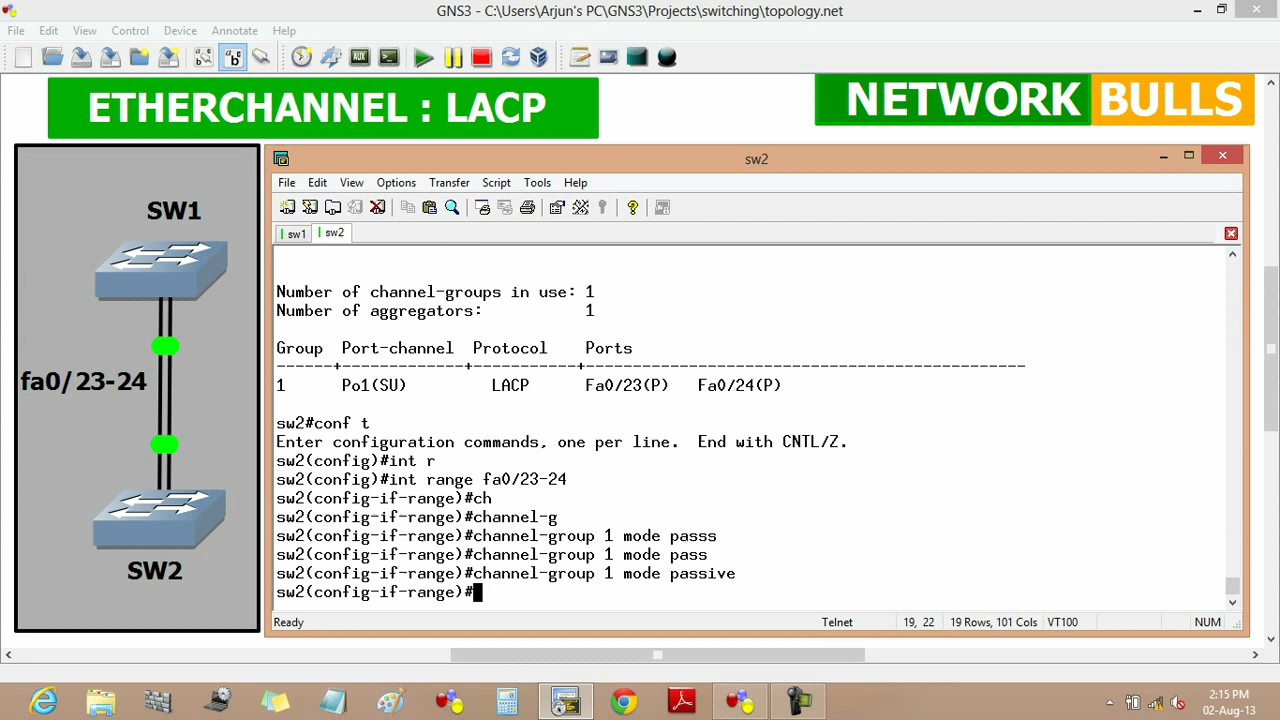 GNS3 - C:\Users\Arjun's PC\GNS3\Projects\switching\topology.net
File Edit View Control Device Annotate Help
ETHERCHANNEL : LACP
NETWORK BULLS
SW1
fa0/23-24
SW2
sw2
File Edit View Options Transfer Script Tools Help
sw1 sw2
Number of channel-groups in use: 1
Number of aggregators: 1
Group Port-channel Protocol Ports
------+-------------+-----------+-----------------------------------------------
1 Po1(SU) LACP Fa0/23(P) Fa0/24(P)
sw2#conf t
Enter configuration commands, one per line. End with CNTL/Z.
sw2(config)#int r
sw2(config)#int range fa0/23-24
sw2(config-if-range)#ch
sw2(config-if-range)#channel-g
sw2(config-if-range)#channel-group 1 mode passs
sw2(config-if-range)#channel-group 1 mode pass
sw2(config-if-range)#channel-group 1 mode passive
sw2(config-if-range)#
Ready Telnet 19, 22 19 Rows, 101 Cols VT100 NUM
2:15 PM
02-Aug-13